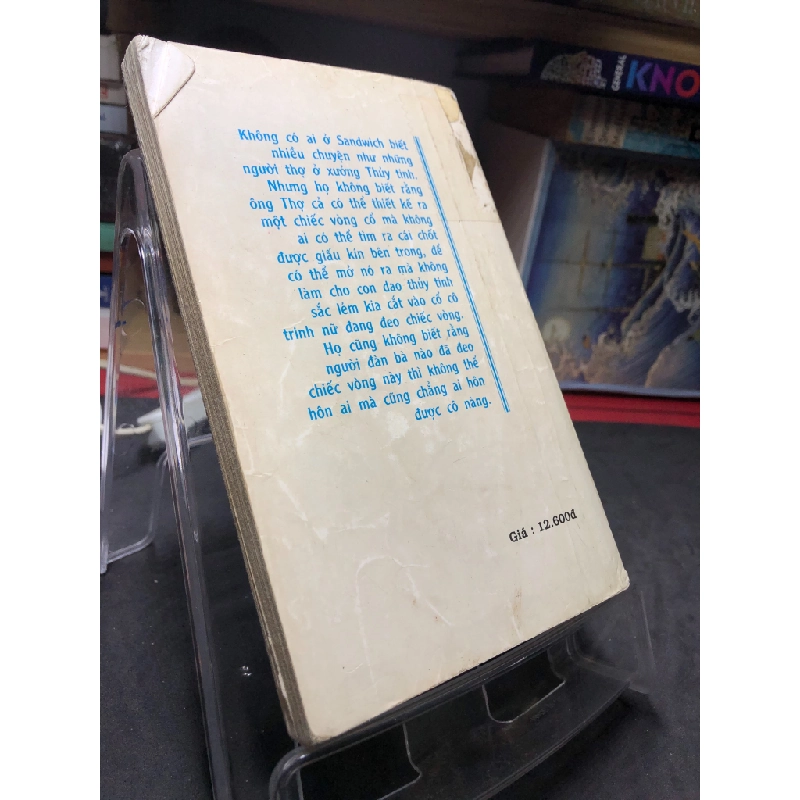 Không có ai ở Sandwich biết
nhiều chuyện như những
người thợ ở xưởng Thủy tinh.
Nhưng họ không biết rằng
ông Thợ cả có thể thiết kế ra
một chiếc vòng cổ mà không
ai có thể tìm ra cái chốt
được giấu kín bên trong, để
có thể mở nó ra mà không
làm cho con dao thủy tinh
sắc lém kia cắt vào cổ cô
trinh nữ đang đeo chiếc vòng.
Họ cũng không biết rằng
người đàn bà nào đã đeo
chiếc vòng này thì không thể
hôn ai mà cũng chẳng ai hôn
được cô nàng.
Giá : 12.600đ
GENERAL
KNO